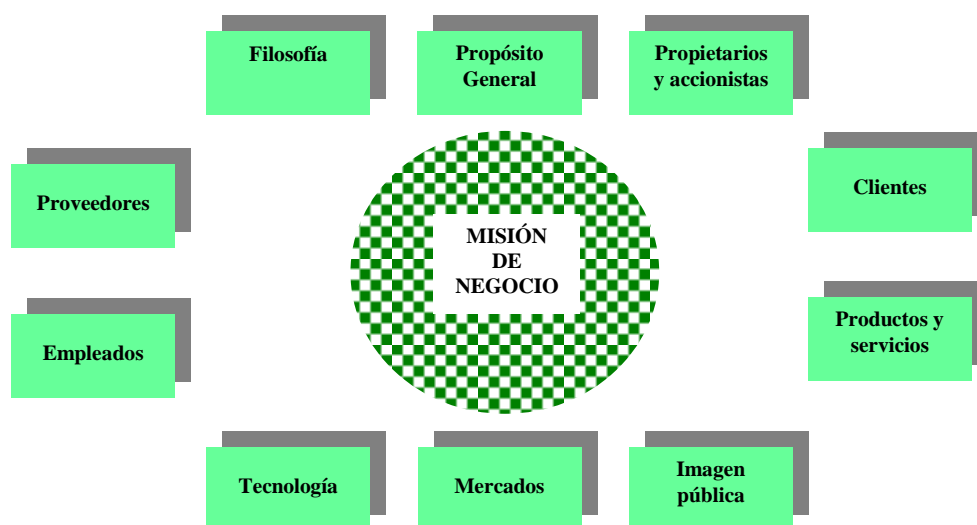 Filosofía
Propósito
General
Propietarios
y accionistas
Proveedores
Clientes
MISIÓN
DE
NEGOCIO
Empleados
Productos y
servicios
Tecnología
Mercados
Imagen
pública